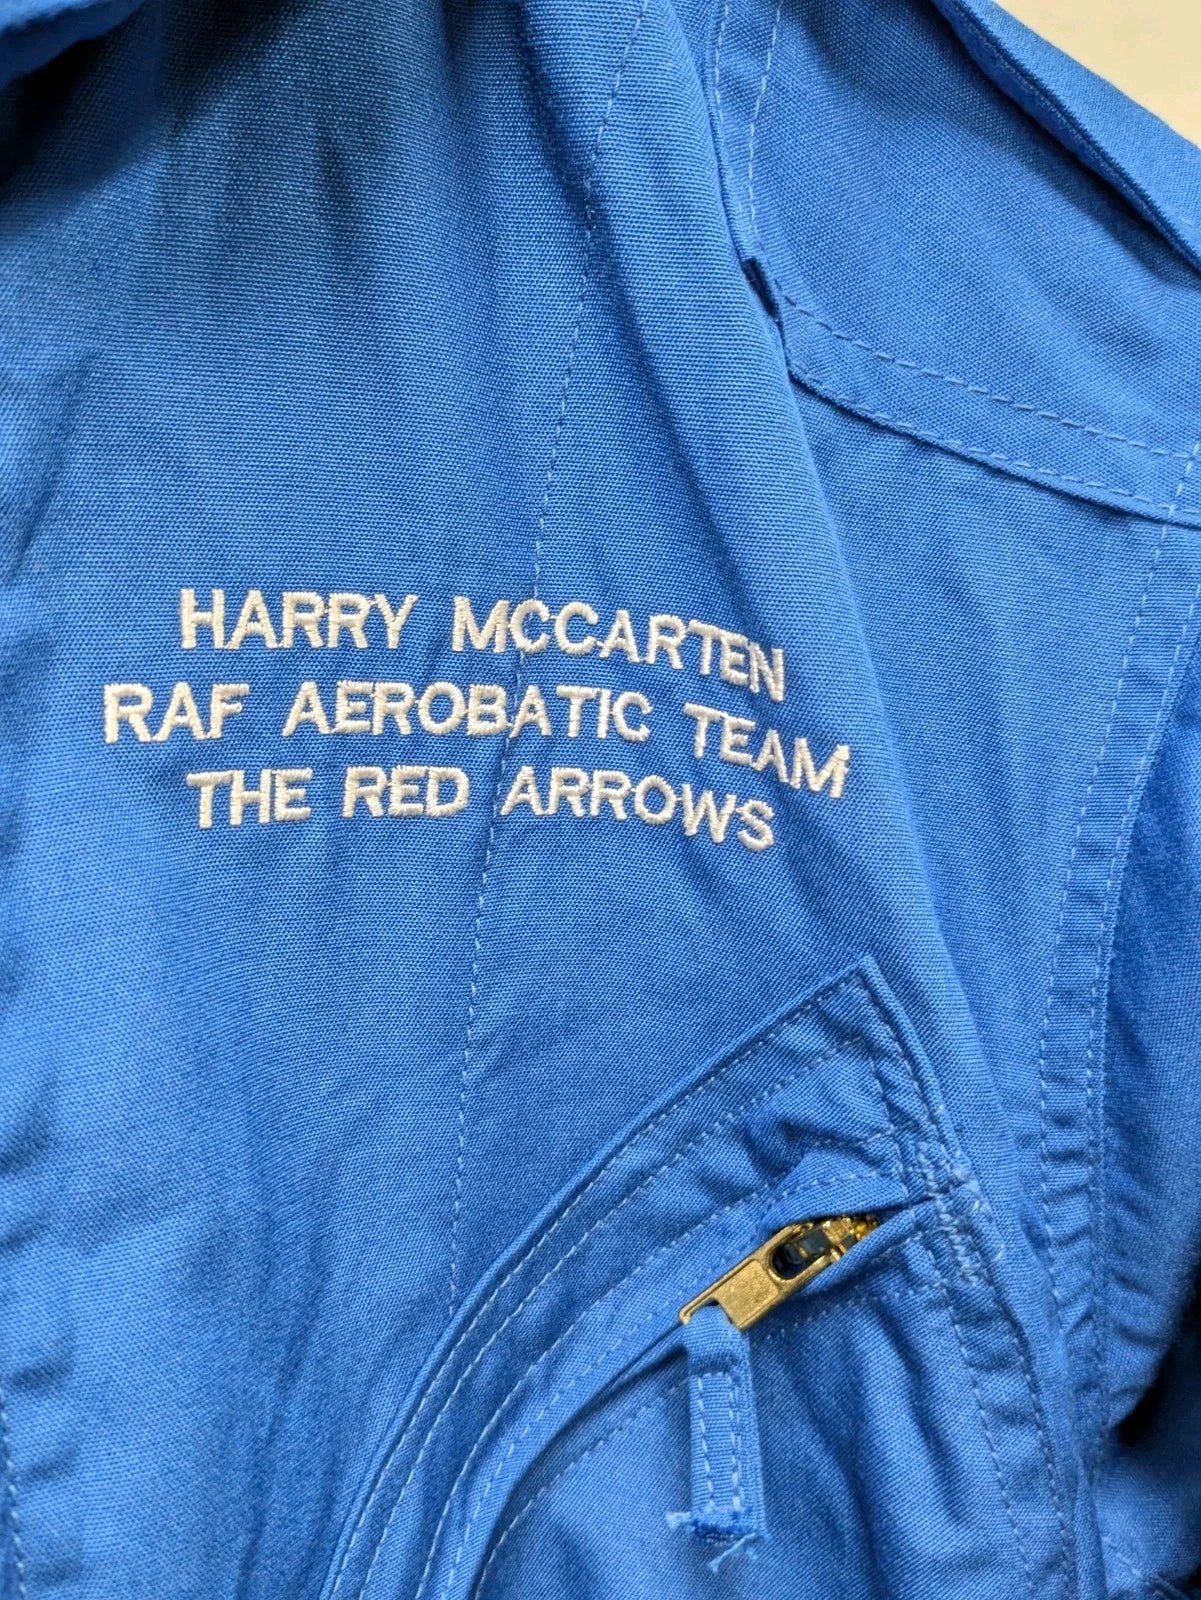 HARRY MCCARTEN
RAF AEROBATIC TEAM
THE RED ARROWS